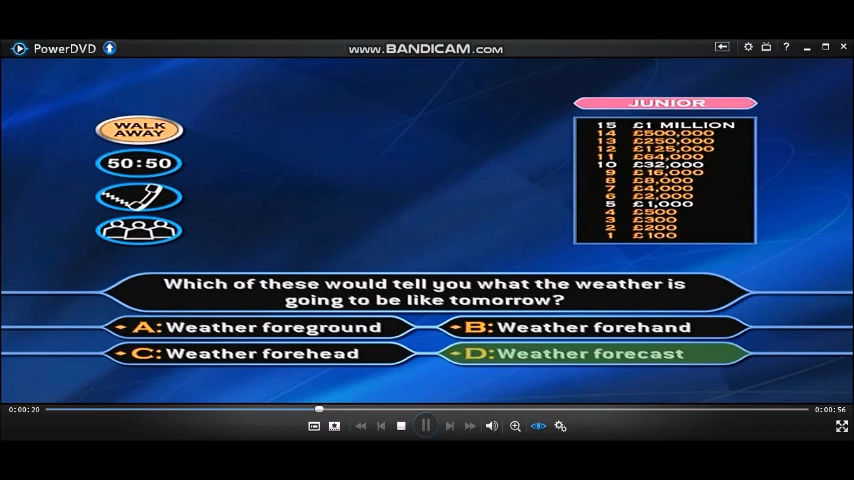 PowerDVD
www.BANDICAM.com
?
WALK
AWAY
50:50
JUNIOR
15 £1 MILLION
14 £500,000
13 £250,000
12 £125,000
11 £64,000
10 £32,000
9 £16,000
8 £8,000
7 £4,000
6 £2,000
5 £1,000
4 £500
3 £300
2 £200
1 £100
Which of these would tell you what the weather is
going to be like tomorrow?
A: Weather foreground
B: Weather forehand
C: Weather forehead
D: Weather forecast
0:00:20
0:00:56